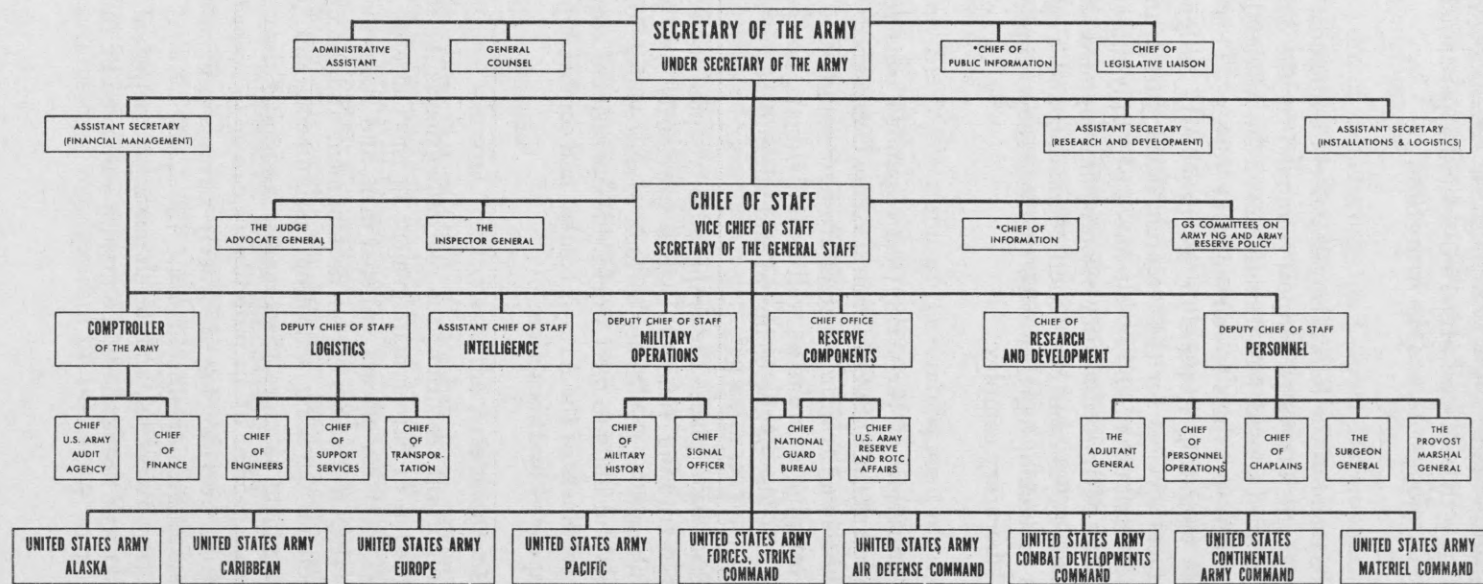 SECRETARY OF THE ARMY
UNDER SECRETARY OF THE ARMY
ADMINISTRATIVE
ASSISTANT
GENERAL
COUNSEL
*CHIEF OF
PUBLIC INFORMATION
CHIEF OF
LEGISLATIVE LIAISON
ASSISTANT SECRETARY
(FINANCIAL MANAGEMENT)
ASSISTANT SECRETARY
(RESEARCH AND DEVELOPMENT)
ASSISTANT SECRETARY
(INSTALLATIONS & LOGISTICS)
CHIEF OF STAFF
VICE CHIEF OF STAFF
SECRETARY OF THE GENERAL STAFF
THE JUDGE
ADVOCATE GENERAL
THE
INSPECTOR GENERAL
*CHIEF OF
INFORMATION
GS COMMITTEES ON
ARMY NG AND ARMY
RESERVE POLICY
COMPTROLLER
OF THE ARMY
DEPUTY CHIEF OF STAFF
LOGISTICS
ASSISTANT CHIEF OF STAFF
INTELLIGENCE
DEPUTY CHIEF OF STAFF
MILITARY
OPERATIONS
CHIEF OFFICE
RESERVE
COMPONENTS
CHIEF OF
RESEARCH
AND DEVELOPMENT
DEPUTY CHIEF OF STAFF
PERSONNEL
CHIEF
U.S. ARMY
AUDIT
AGENCY
CHIEF
OF
FINANCE
CHIEF
OF
ENGINEERS
CHIEF
OF
SUPPORT
SERVICES
CHIEF
OF
TRANSPOR-
TATION
CHIEF
OF
MILITARY
HISTORY
CHIEF
SIGNAL
OFFICER
CHIEF
NATIONAL
GUARD
BUREAU
CHIEF
U.S. ARMY
RESERVE
AND ROTC
AFFAIRS
THE
ADJUTANT
GENERAL
CHIEF
OF
PERSONNEL
OPERATIONS
CHIEF
OF
CHAPLAINS
THE
SURGEON
GENERAL
THE
PROVOST
MARSHAL
GENERAL
UNITED STATES ARMY
ALASKA
UNITED STATES ARMY
CARIBBEAN
UNITED STATES ARMY
EUROPE
UNITED STATES ARMY
PACIFIC
UNITED STATES ARMY
FORCES, STRIKE
COMMAND
UNITED STATES ARMY
AIR DEFENSE COMMAND
UNITED STATES ARMY
COMBAT DEVELOPMENTS
COMMAND
UNITED STATES
CONTINENTAL
ARMY COMMAND
UNITED STATES ARMY
MATERIEL COMMAND